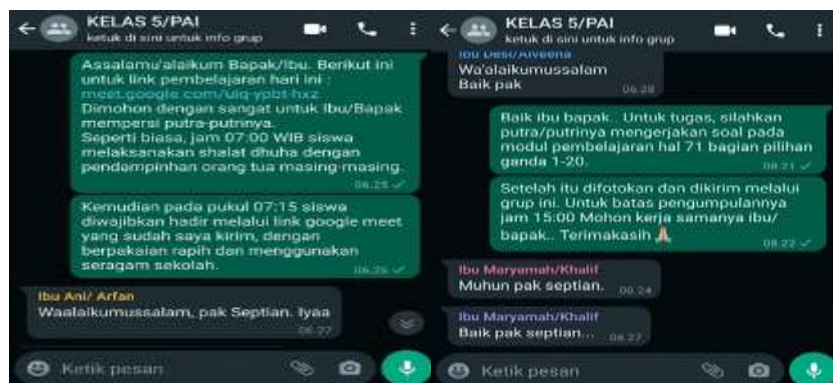 KELAS 5/PAI
ketuk di sini untuk info grup
Assalamu'alaikum Bapak/Ibu. Berikut ini
untuk link pembelajaran hari ini :
meet.google.com/uiq-ypbt-hxz
Dimohon dengan sangat untuk Ibu/Bapak
mempersi putra-putrinya.
Seperti biasa, jam 07:00 WIB siswa
melaksanakan shalat dhuha dengan
pendampinhan orang tua masing-masing.
06.25
Kemudian pada pukul 07:15 siswa
diwajibkan hadir melalui link google meet
yang sudah saya kirim, dengan
berpakaian rapih dan menggunakan
seragam sekolah.
06.26
Ibu Ani/ Arfan
Waalaikumussalam, pak Septian. Iyaa
06.27
Ketik pesan
KELAS 5/PAI
ketuk di sini untuk info grup
Ibu Desi/Alveena
Wa'alaikumussalam
Baik pak
06.28
Baik ibu bapak.. Untuk tugas, silahkan
putra/putrinya mengerjakan soal pada
modul pembelajaran hal 71 bagian pilihan
ganda 1-20.
08.21
Setelah itu difotokan dan dikirim melalui
grup ini. Untuk batas pengumpulannya
jam 15:00 Mohon kerja samanya ibu/
bapak.. Terimakasih 🙏
08.22
Ibu Maryamah/Khalif
Muhun pak septian.
06.24
Ibu Maryamah/Khalif
Baik pak septian...
08.27
Ketik pesan